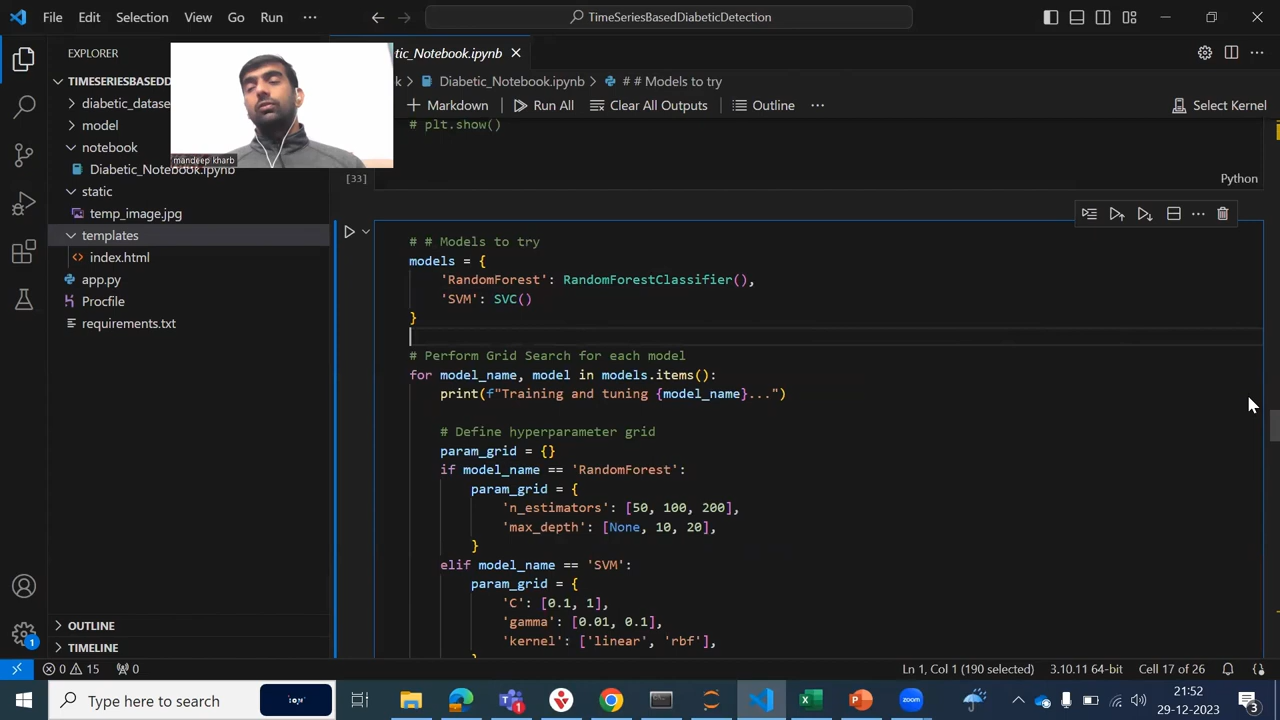 File Edit Selection View Go Run ··· TimeSeriesBasedDiabeticDetection
EXPLORER
tic_Notebook.ipynb
TIMESERIESBASEDD
k > Diabetic_Notebook.ipynb > # # Models to try
diabetic_datase
+ Markdown Run All Clear All Outputs Outline ··· Select Kernel
model
# plt.show()
notebook
mandeep kharb
Diabetic_Notebook.ipynb
[33] Python
static
temp_image.jpg
templates
index.html
app.py
Procfile
requirements.txt
# # Models to try
models = {
'RandomForest': RandomForestClassifier(),
'SVM': SVC()
}
# Perform Grid Search for each model
for model_name, model in models.items():
print(f"Training and tuning {model_name}...")
# Define hyperparameter grid
param_grid = {}
if model_name == 'RandomForest':
param_grid = {
'n_estimators': [50, 100, 200],
'max_depth': [None, 10, 20],
}
elif model_name == 'SVM':
param_grid = {
'C': [0.1, 1],
'gamma': [0.01, 0.1],
'kernel': ['linear', 'rbf'],
OUTLINE
TIMELINE
1
0 15 0 Ln 1, Col 1 (190 selected) 3.10.11 64-bit Cell 17 of 26
Type here to search
21:52
29-12-2023
3